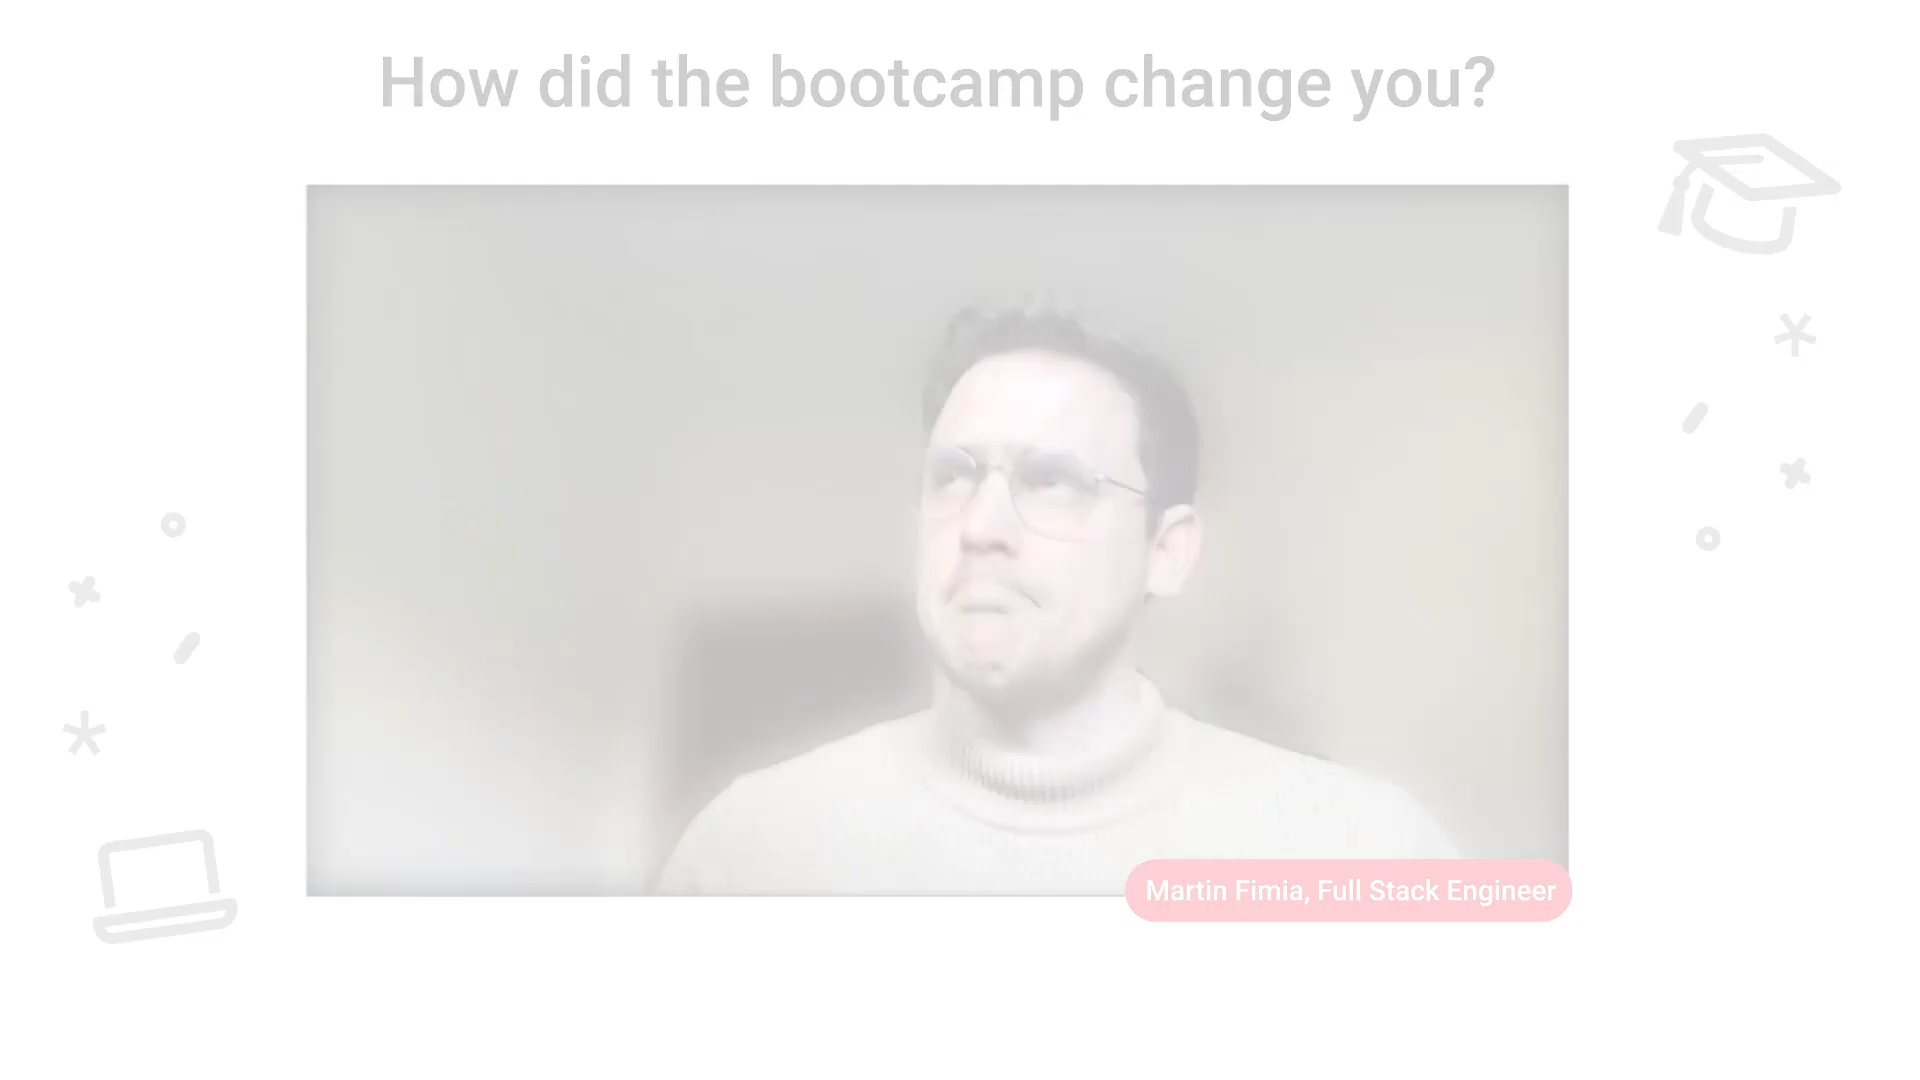 How did the bootcamp change you?
Martin Fimia, Full Stack Engineer